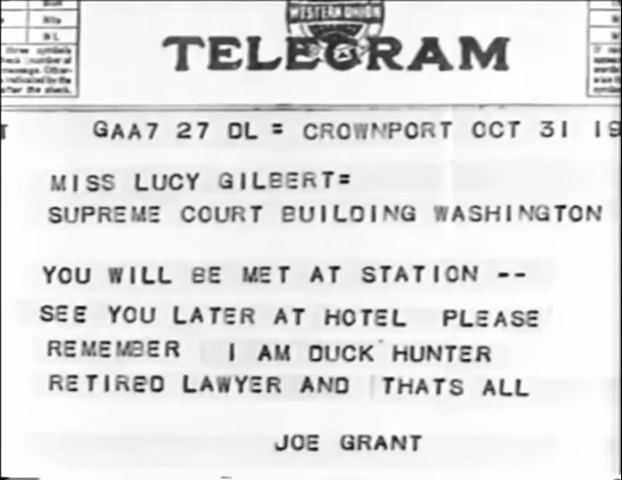 WESTERN UNION
TELEGRAM
GAA7 27 DL = CROWNPORT OCT 31 19
MISS LUCY GILBERT=
SUPREME COURT BUILDING WASHINGTON
YOU WILL BE MET AT STATION --
SEE YOU LATER AT HOTEL PLEASE
REMEMBER I AM DUCK HUNTER
RETIRED LAWYER AND THATS ALL
JOE GRANT